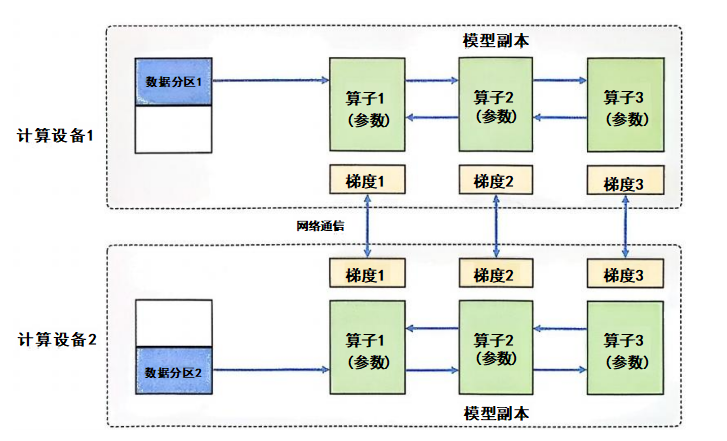 模型副本
数据分区1
算子1
(参数)
算子2
(参数)
算子3
(参数)
计算设备1
梯度1
梯度2
梯度3
网络通信
梯度1
梯度2
梯度3
计算设备2
算子1
(参数)
算子2
(参数)
算子3
(参数)
数据分区2
模型副本